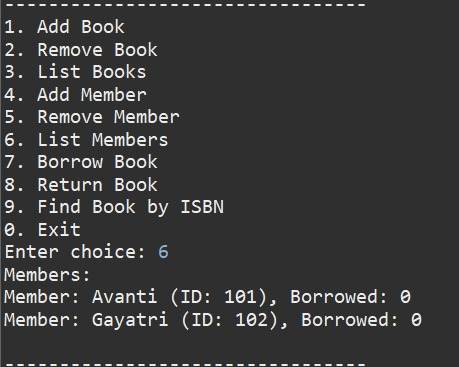 ---------------------------------
1. Add Book
2. Remove Book
3. List Books
4. Add Member
5. Remove Member
6. List Members
7. Borrow Book
8. Return Book
9. Find Book by ISBN
0. Exit
Enter choice: 6
Members:
Member: Avanti (ID: 101), Borrowed: 0
Member: Gayatri (ID: 102), Borrowed: 0
---------------------------------